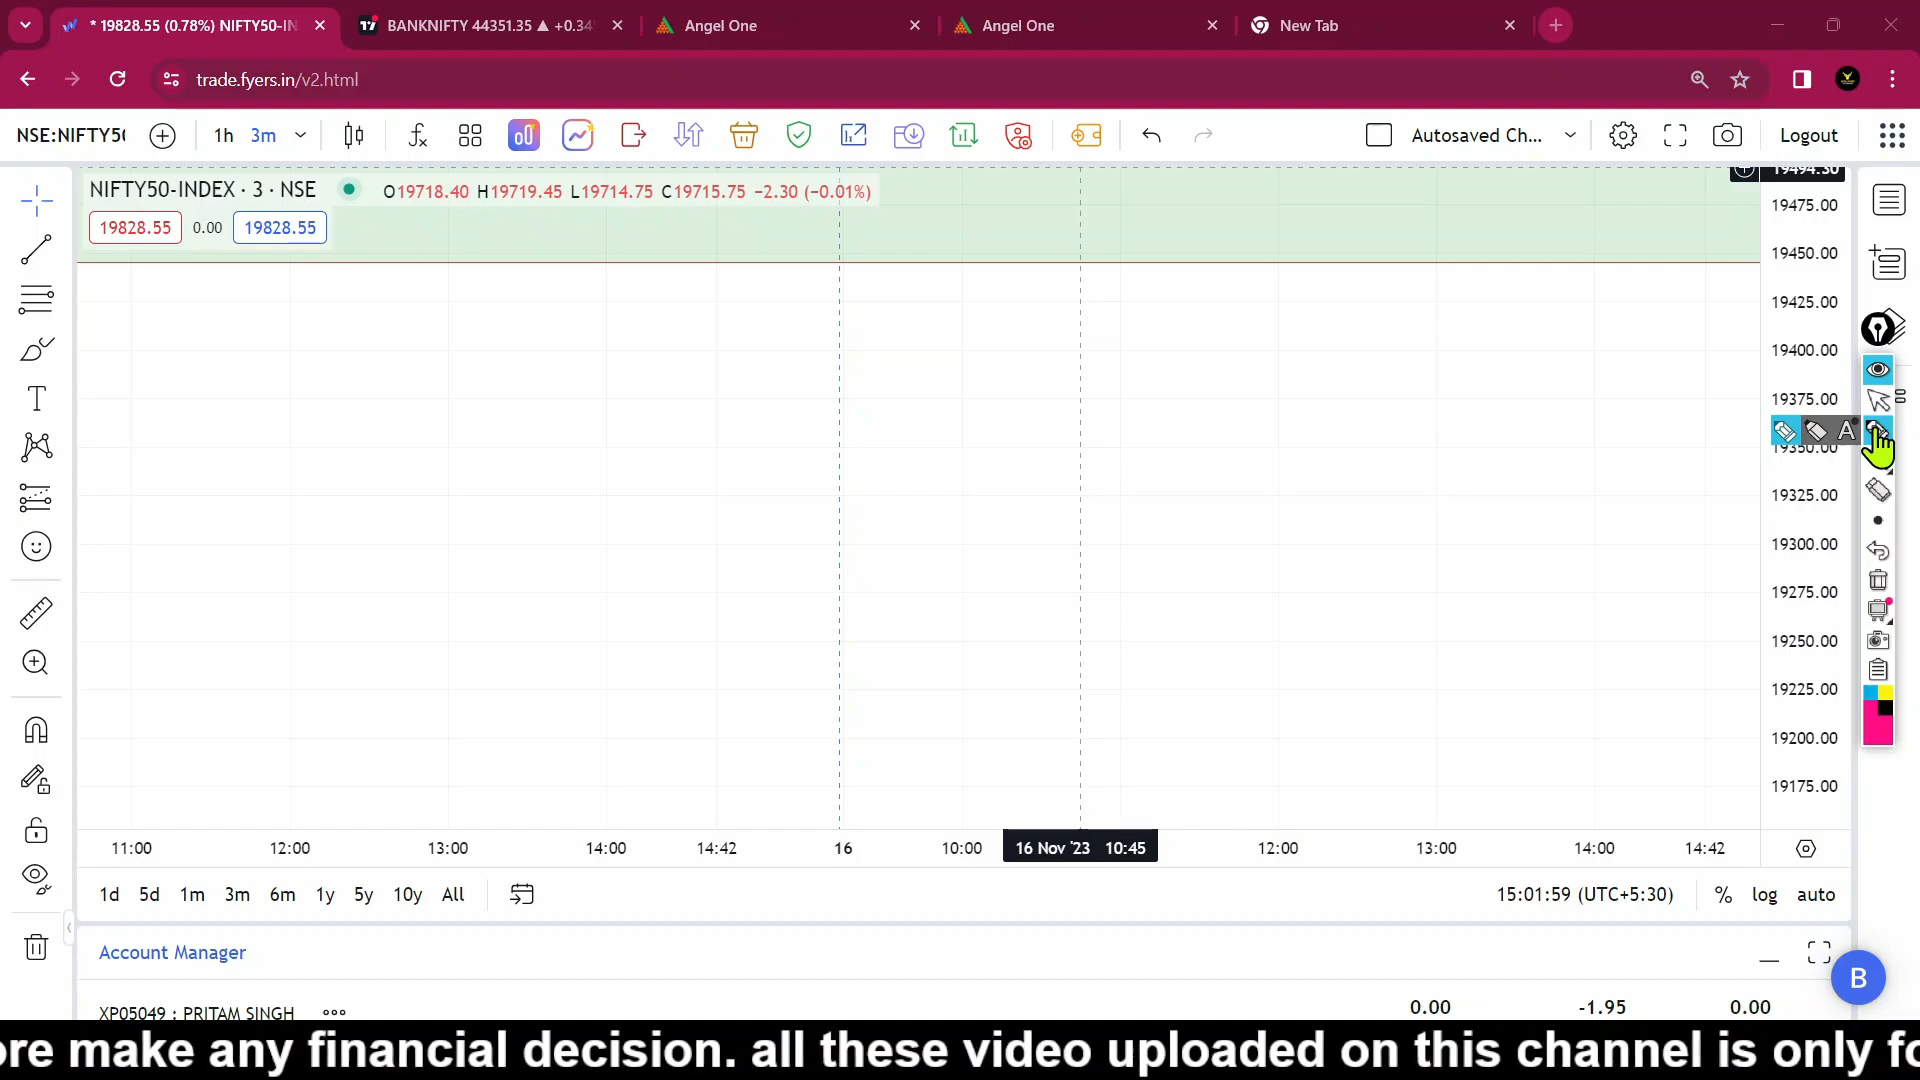 * 19828.55 (0.78%) NIFTY50-IN
BANKNIFTY 44351.35 ▲ +0.34
Angel One
Angel One
New Tab
trade.fyers.in/v2.html
NSE:NIFTY50
1h 3m
Autosaved Ch...
Logout
NIFTY50-INDEX · 3 · NSE
O19718.40 H19719.45 L19714.75 C19715.75 −2.30 (−0.01%)
19828.55 0.00 19828.55
19494.30
19475.00
19450.00
19425.00
19400.00
19375.00
19350.00
19325.00
19300.00
19275.00
19250.00
19225.00
19200.00
19175.00
A
11:00 12:00 13:00 14:00 14:42 16 10:00 16 Nov '23 10:45 12:00 13:00 14:00 14:42
1d 5d 1m 3m 6m 1y 5y 10y All
15:01:59 (UTC+5:30) % log auto
Account Manager
B
XP05049 : PRITAM SINGH
0.00 -1.95 0.00
ore make any financial decision. all these video uploaded on this channel is only fo